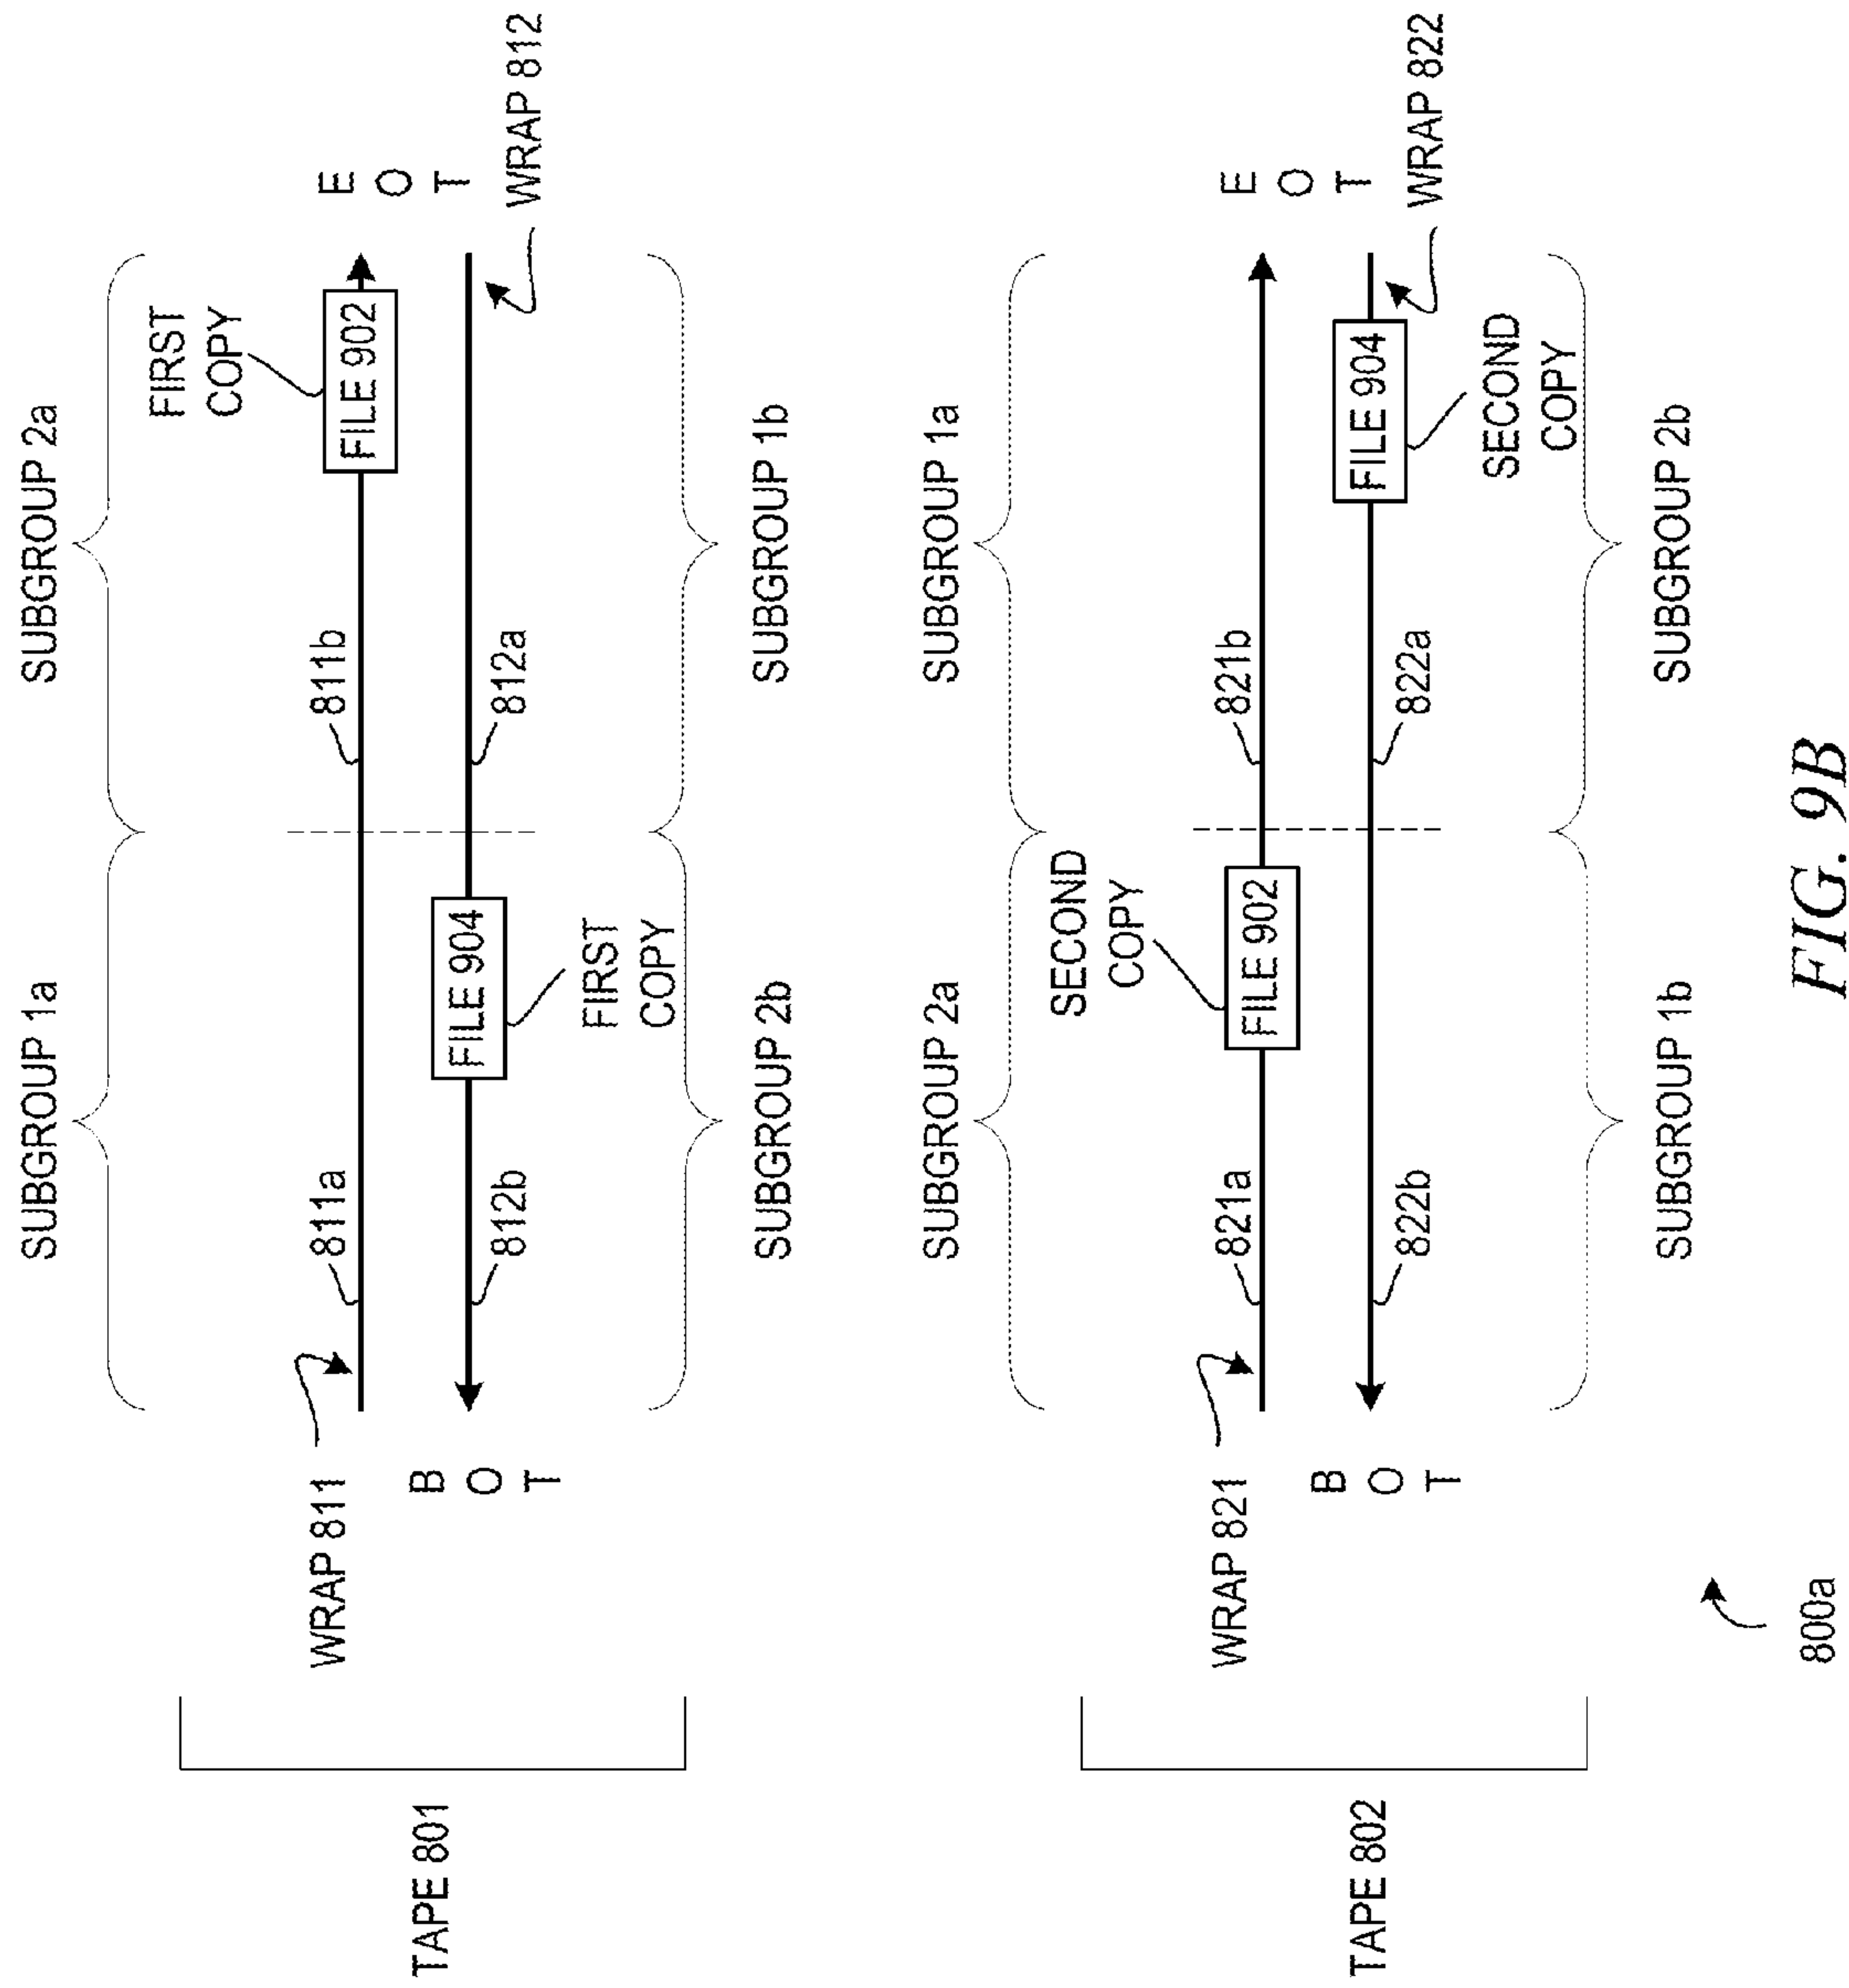 SUBGROUP 1a
SUBGROUP 2a
FIRST
COPY
WRAP 811
811a
811b
FILE 902
E
O
T
TAPE 801
B
O
T
FILE 904
812b
812a
WRAP 812
FIRST
COPY
SUBGROUP 2b
SUBGROUP 1b
SUBGROUP 2a
SUBGROUP 1a
SECOND
COPY
WRAP 821
821a
FILE 902
821b
E
O
T
TAPE 802
B
O
T
822b
822a
FILE 904
WRAP 822
SECOND
COPY
SUBGROUP 1b
SUBGROUP 2b
800a
FIG. 9B